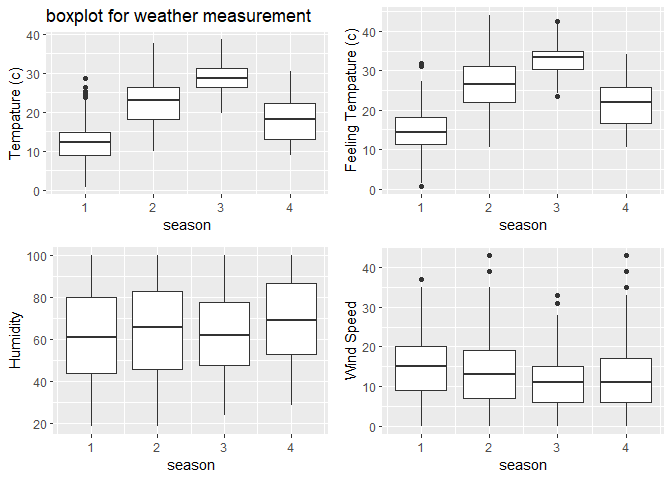 boxplot for weather measurement
Tempature (c)
40
30
20
10
0
1 2 3 4
season
Feeling Tempature (c)
40
30
20
10
0
1 2 3 4
season
Humidity
100
80
60
40
20
1 2 3 4
season
Wind Speed
40
30
20
10
0
1 2 3 4
season